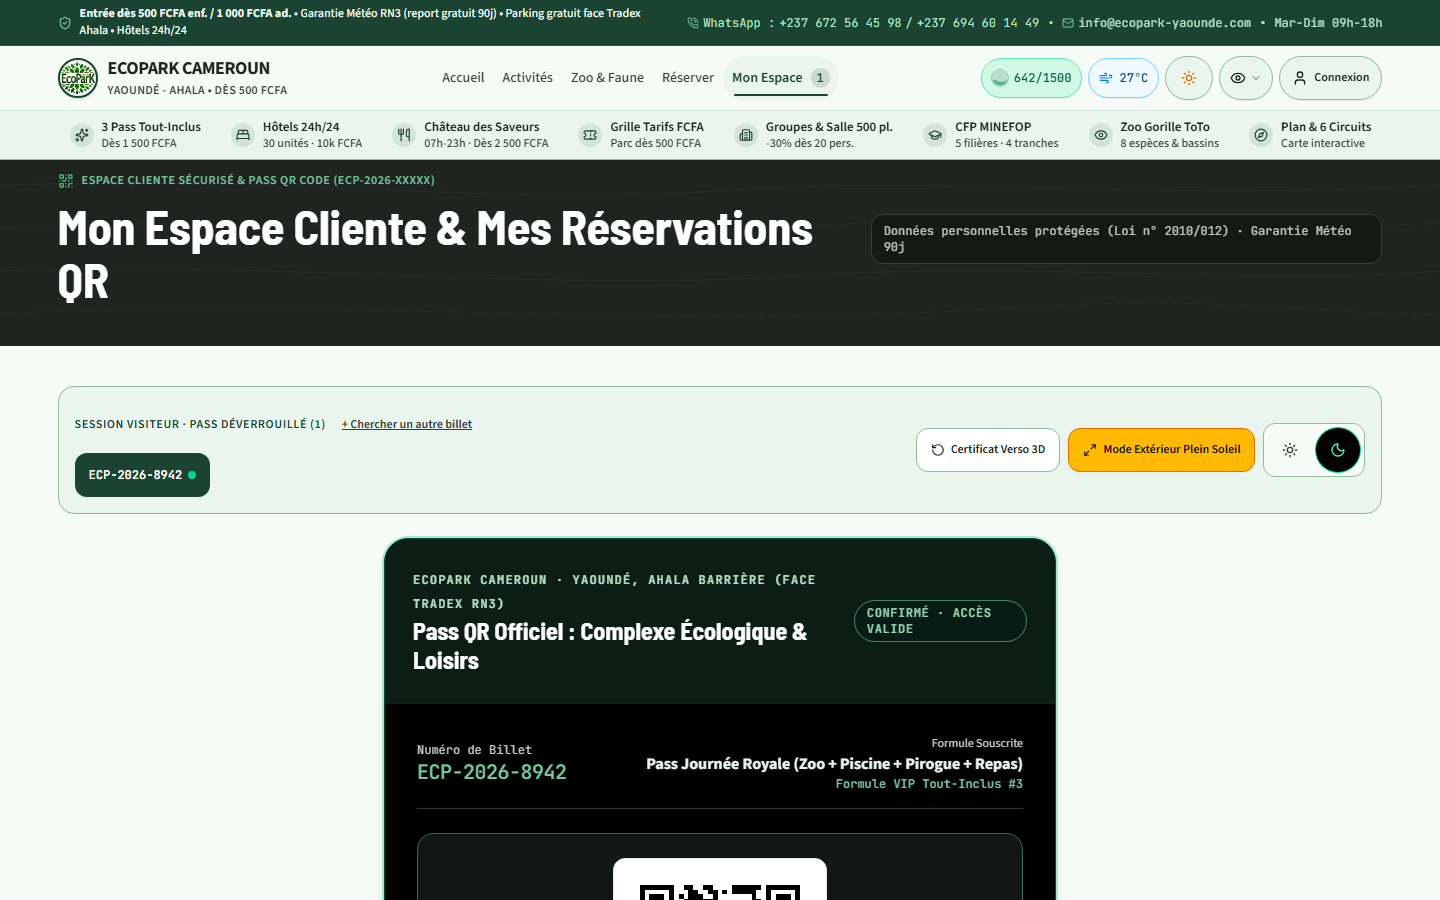 Entrée dès 500 FCFA enf. / 1 000 FCFA ad. • Garantie Météo RN3 (report gratuit 90j) • Parking gratuit face Tradex
Ahala • Hôtels 24h/24
WhatsApp : +237 672 56 45 98 / +237 694 60 14 49 • info@ecopark-yaounde.com • Mar-Dim 09h-18h
EcoPark
ECOPARK CAMEROUN
YAOUNDÉ - AHALA • DÈS 500 FCFA
Accueil
Activités
Zoo & Faune
Réserver
Mon Espace 1
642/1500
27°C
Connexion
3 Pass Tout-Inclus
Dès 1 500 FCFA
Hôtels 24h/24
30 unités · 10k FCFA
Château des Saveurs
07h-23h · Dès 2 500 FCFA
Grille Tarifs FCFA
Parc dès 500 FCFA
Groupes & Salle 500 pl.
-30% dès 20 pers.
CFP MINEFOP
5 filières · 4 tranches
Zoo Gorille ToTo
8 espèces & bassins
Plan & 6 Circuits
Carte interactive
ESPACE CLIENTE SÉCURISÉ & PASS QR CODE (ECP-2026-XXXXX)
Mon Espace Cliente & Mes Réservations
QR
Données personnelles protégées (Loi n° 2010/012) · Garantie Météo
90j
SESSION VISITEUR · PASS DÉVERROUILLÉ (1)
+ Chercher un autre billet
ECP-2026-8942
Certificat Verso 3D
Mode Extérieur Plein Soleil
ECOPARK CAMEROUN · YAOUNDÉ, AHALA BARRIÈRE (FACE
TRADEX RN3)
Pass QR Officiel : Complexe Écologique &
Loisirs
CONFIRMÉ · ACCÈS
VALIDE
Numéro de Billet
ECP-2026-8942
Formule Souscrite
Pass Journée Royale (Zoo + Piscine + Pirogue + Repas)
Formule VIP Tout-Inclus #3